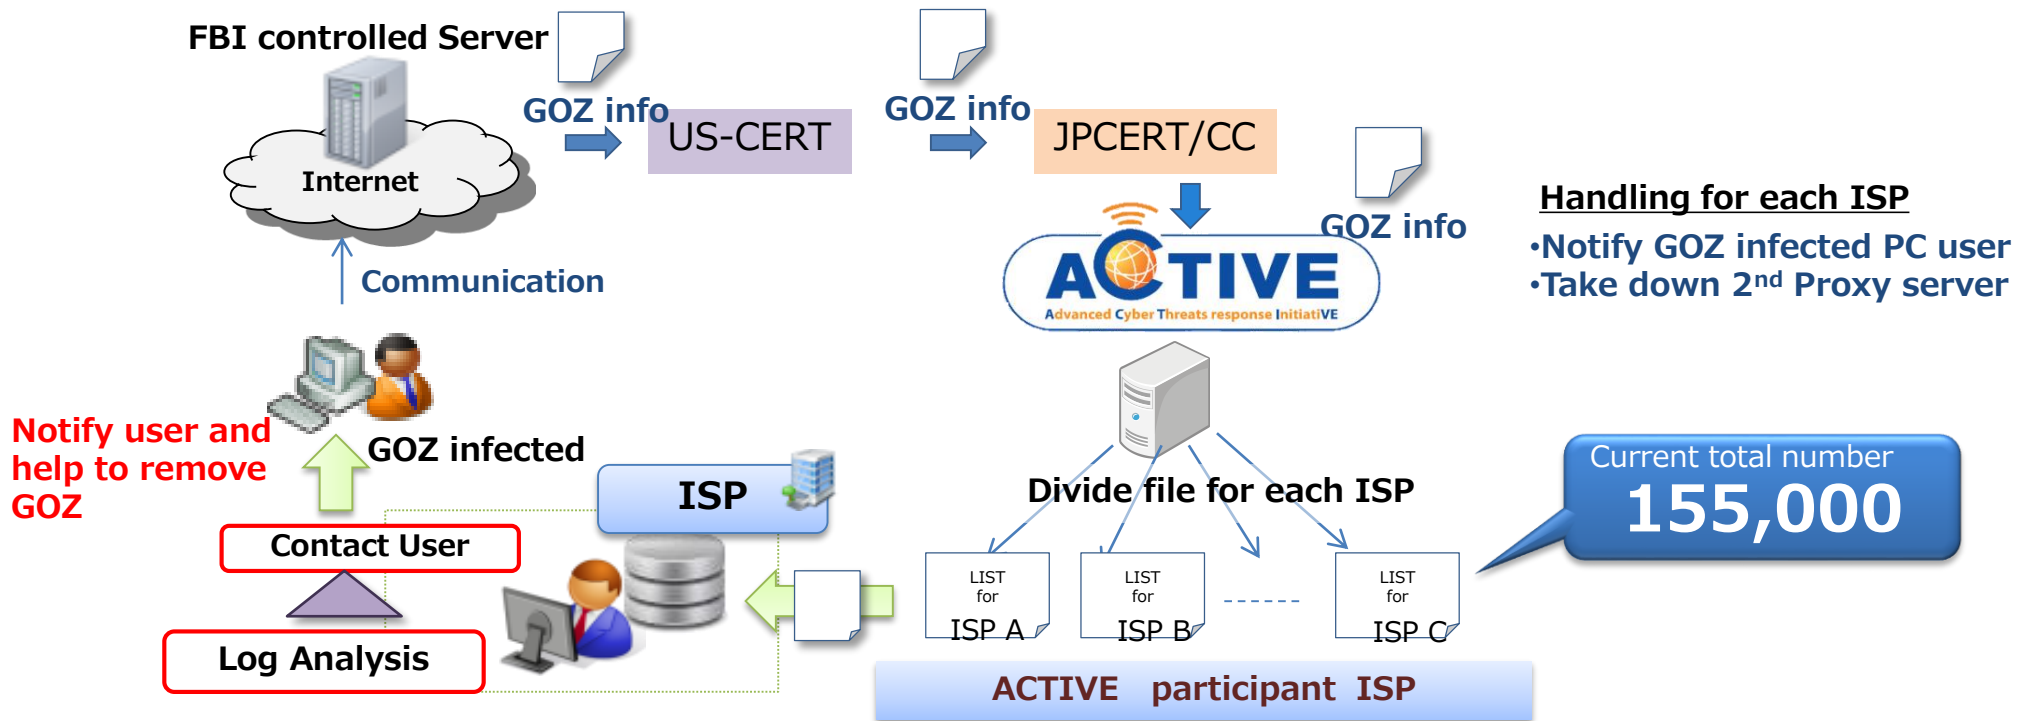 FBI controlled Server
GOZ info
US-CERT
GOZ info
JPCERT/CC
GOZ info
Internet
Communication
ACTIVE
Advanced Cyber Threats response InitiatiVE
Handling for each ISP
•Notify GOZ infected PC user
•Take down 2nd Proxy server
Notify user and
help to remove
GOZ
GOZ infected
ISP
Contact User
Log Analysis
Divide file for each ISP
Current total number
155,000
LIST
for
ISP A
LIST
for
ISP B
LIST
for
ISP C
ACTIVE participant ISP